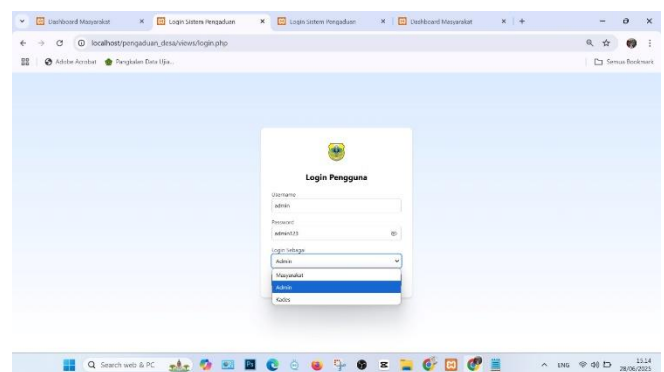 Dashboard Masyarakat
Login Sistem Pengaduan
Login Sistem Pengaduan
Dashboard Masyarakat
localhost/pengaduan_desa/views/login.php
Adobe Acrobat
Pangkalan Data Ujia...
Semua Bookmark
Login Pengguna
Username
admin
Password
admin123
Login Sebagai
Admin
Masyarakat
Admin
Kades
Search web & PC
ENG
15.14
28/06/2025